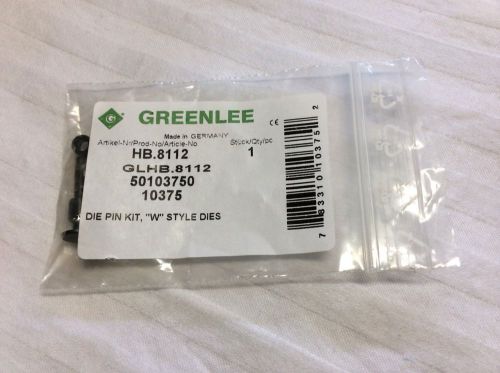 G
GREENLEE
Made in GERMANY
CE
Artikel-Nr/Prod-No/Article-No
Stück/Qty/pc
HB.8112
1
GLHB.8112
50103750
10375
DIE PIN KIT, "W" STYLE DIES
7 83310 10375 2